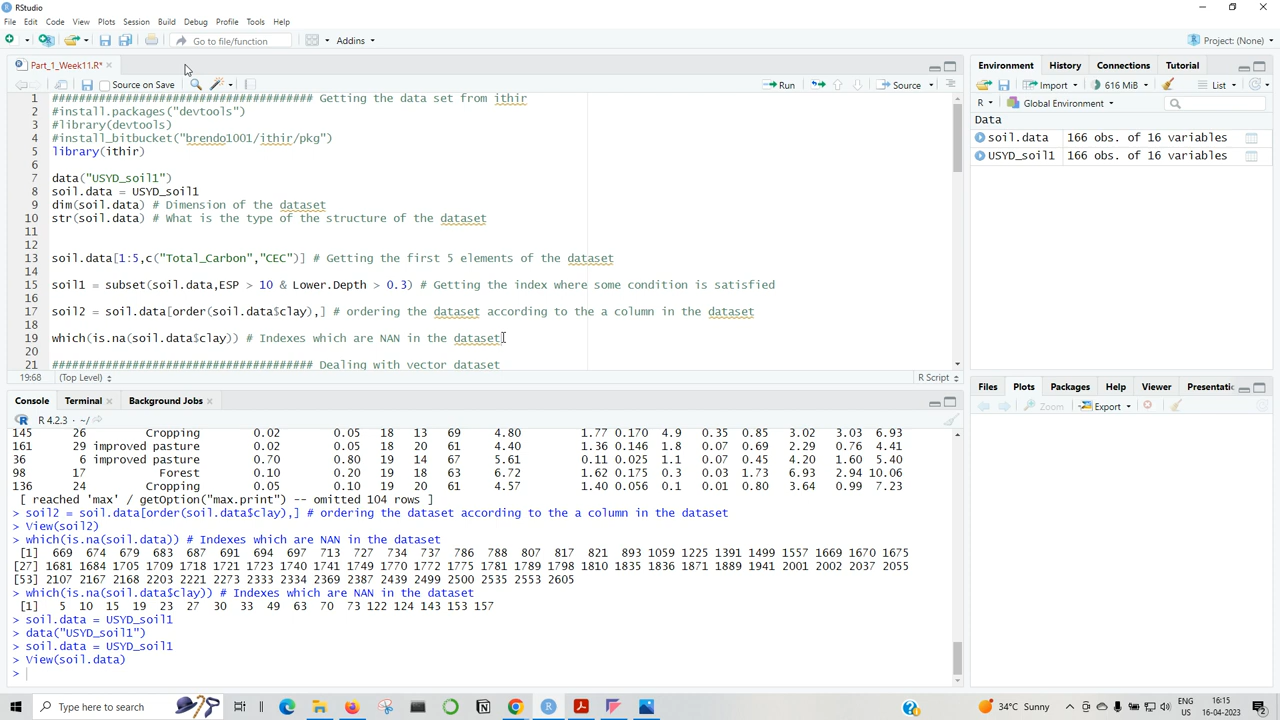 RStudio
File Edit Code View Plots Session Build Debug Profile Tools Help
Go to file/function Addins Project: (None)
Part_1_Week11.R*
Source on Save Run Source
1 ####################################### Getting the data set from ithir
2 #install.packages("devtools")
3 #library(devtools)
4 #install_bitbucket("brendo1001/ithir/pkg")
5 library(ithir)
6
7 data("USYD_soil1")
8 soil.data = USYD_soil1
9 dim(soil.data) # Dimension of the dataset
10 str(soil.data) # What is the type of the structure of the dataset
11
12
13 soil.data[1:5,c("Total_Carbon","CEC")] # Getting the first 5 elements of the dataset
14
15 soil1 = subset(soil.data,ESP > 10 & Lower.Depth > 0.3) # Getting the index where some condition is satisfied
16
17 soil2 = soil.data[order(soil.data$clay),] # ordering the dataset according to the a column in the dataset
18
19 which(is.na(soil.data$clay)) # Indexes which are NAN in the dataset
20
21 ####################################### Dealing with vector dataset
19:68 (Top Level) R Script
Console Terminal Background Jobs
R 4.2.3 · ~/
145 26 Cropping 0.02 0.05 18 13 69 4.80 1.77 0.170 4.9 0.35 0.85 3.02 3.03 6.93
161 29 improved pasture 0.02 0.05 18 20 61 4.40 1.36 0.146 1.8 0.07 0.69 2.29 0.76 4.41
36 6 improved pasture 0.70 0.80 19 14 67 5.61 0.11 0.025 1.1 0.07 0.45 4.20 1.60 5.40
98 17 Forest 0.10 0.20 19 18 63 6.72 1.62 0.175 0.3 0.03 1.73 6.93 2.94 10.06
136 24 Cropping 0.05 0.10 19 20 61 4.57 1.40 0.056 0.1 0.01 0.80 3.64 0.99 7.23
[ reached 'max' / getOption("max.print") -- omitted 104 rows ]
> soil2 = soil.data[order(soil.data$clay),] # ordering the dataset according to the a column in the dataset
> View(soil2)
> which(is.na(soil.data)) # Indexes which are NAN in the dataset
[1] 669 674 679 683 687 691 694 697 713 727 734 737 786 788 807 817 821 893 1059 1225 1391 1499 1557 1669 1670 1675
[27] 1681 1684 1705 1709 1718 1721 1723 1740 1741 1749 1770 1772 1775 1781 1789 1798 1810 1835 1836 1871 1889 1941 2001 2002 2037 2055
[53] 2107 2167 2168 2203 2221 2273 2333 2334 2369 2387 2439 2499 2500 2535 2553 2605
> which(is.na(soil.data$clay)) # Indexes which are NAN in the dataset
[1] 5 10 15 19 23 27 30 33 49 63 70 73 122 124 143 153 157
> soil.data = USYD_soil1
> data("USYD_soil1")
> soil.data = USYD_soil1
> View(soil.data)
>
Environment History Connections Tutorial
Import 616 MiB List
R Global Environment
Data
soil.data 166 obs. of 16 variables
USYD_soil1 166 obs. of 16 variables
Files Plots Packages Help Viewer Presentatic
Zoom Export
Type here to search
34°C Sunny
ENG
US
16:15
16-04-2023